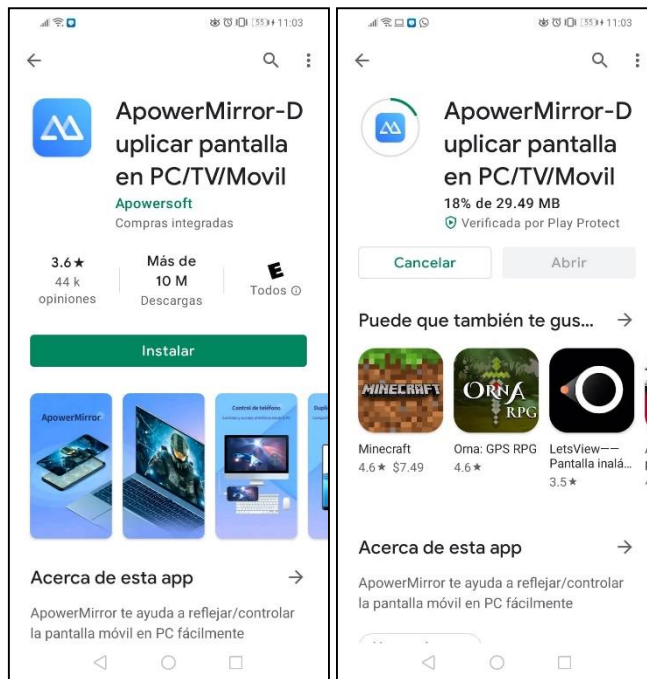 55 11:03
ApowerMirror-D
uplicar pantalla
en PC/TV/Movil
Apowersoft
Compras integradas
3.6★
44 k
opiniones
Más de
10 M
Descargas
E
Todos
Instalar
ApowerMirror
Control de teléfono
Acerca de esta app
ApowerMirror te ayuda a reflejar/controlar
la pantalla móvil en PC fácilmente
55 11:03
ApowerMirror-D
uplicar pantalla
en PC/TV/Movil
18% de 29.49 MB
Verificada por Play Protect
Cancelar
Abrir
Puede que también te gus...
MINECRAFT
ORNA
RPG
Minecraft
4.6★ $7.49
Orna: GPS RPG
4.6★
LetsView——
Pantalla inalá...
3.5★
Acerca de esta app
ApowerMirror te ayuda a reflejar/controlar
la pantalla móvil en PC fácilmente